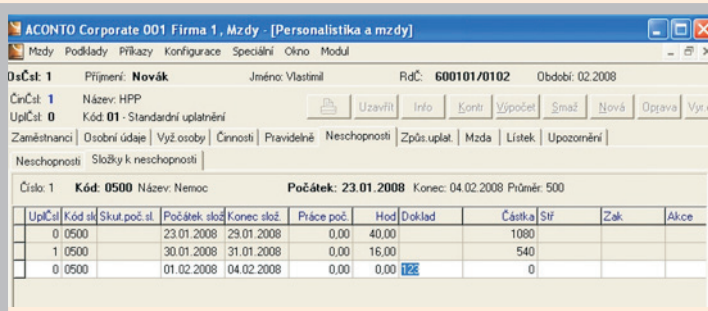 ACONTO Corporate 001 Firma 1 , Mzdy - [Personalistika a mzdy]
Mzdy Podklady Příkazy Konfigurace Speciální Okno Modul
OsČsl: 1 Příjmení: Novák Jméno: Vlastimil RdČ: 600101/0102 Období: 02.2008
ČinČsl: 1 Název: HPP
UplČsl: 0 Kód: 01 - Standardní uplatnění
Uzavřít Info Kontr Výpočet Smaž Nová Oprava
Zaměstnanci Osobní údaje Vyž.osoby Činnosti Pravidelně Neschopnosti Způs.uplat. Mzda Lístek Upozornění
Neschopnosti Složky k neschopnosti
Číslo: 1 Kód: 0500 Název: Nemoc Počátek: 23.01.2008 Konec: 04.02.2008 Průměr: 500
UplČsl Kód sk Skut.poč.sl. Počátek slož Konec slož. Práce poč. Hod Doklad Částka Stř Zak. Akce
0 0500 23.01.2008 29.01.2008 0,00 40,00 1080
1 0500 30.01.2008 31.01.2008 0,00 16,00 540
0 0500 01.02.2008 04.02.2008 0,00 0,00 123 0